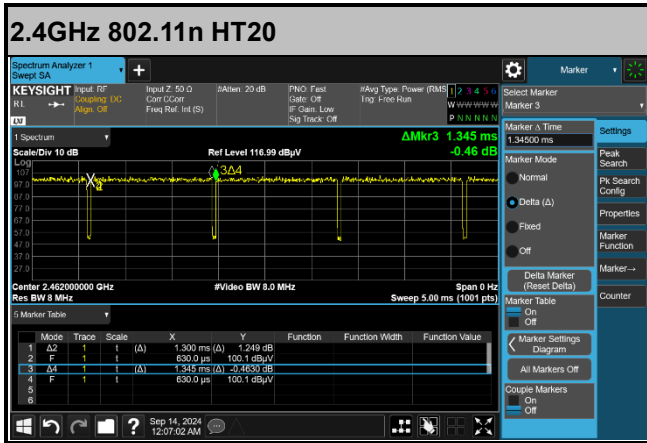 2.4GHz 802.11n HT20
Spectrum Analyzer 1
Swept SA
+
Marker
KEYSIGHT
RL
LXI
Input: RF
Coupling: DC
Align: Off
Input Z: 50 Ω
Corr CCorr
Freq Ref: Int (S)
#Atten: 20 dB
PNO: Fast
Gate: Off
IF Gain: Low
Sig Track: Off
#Avg Type: Power (RMS
Trig: Free Run
1 2 3 4 5 6
W W W W W W
P N N N N N
Select Marker
Marker 3
1 Spectrum
ΔMkr3 1.345 ms
-0.46 dB
Scale/Div 10 dB
Ref Level 116.99 dBμV
Log
107
97.0
87.0
77.0
67.0
57.0
47.0
37.0
27.0
3Δ4
Center 2.462000000 GHz
#Video BW 8.0 MHz
Span 0 Hz
Res BW 8 MHz
Sweep 5.00 ms (1001 pts)
5 Marker Table
Mode Trace Scale X Y Function Function Width Function Value
1 Δ2 1 t (Δ) 1.300 ms (Δ) 1.249 dB
2 F 1 t 630.0 μs 100.1 dBμV
3 Δ4 1 t (Δ) 1.345 ms (Δ) -0.4630 dB
4 F 1 t 630.0 μs 100.1 dBμV
5
6
Marker Δ Time
1.34500 ms
Marker Mode
Normal
Delta (Δ)
Fixed
Off
Delta Marker
(Reset Delta)
Marker Table
On
Off
Marker Settings
Diagram
All Markers Off
Couple Markers
On
Off
Settings
Peak
Search
Pk Search
Config
Properties
Marker
Function
Marker→
Counter
?
Sep 14, 2024
12:07:02 AM